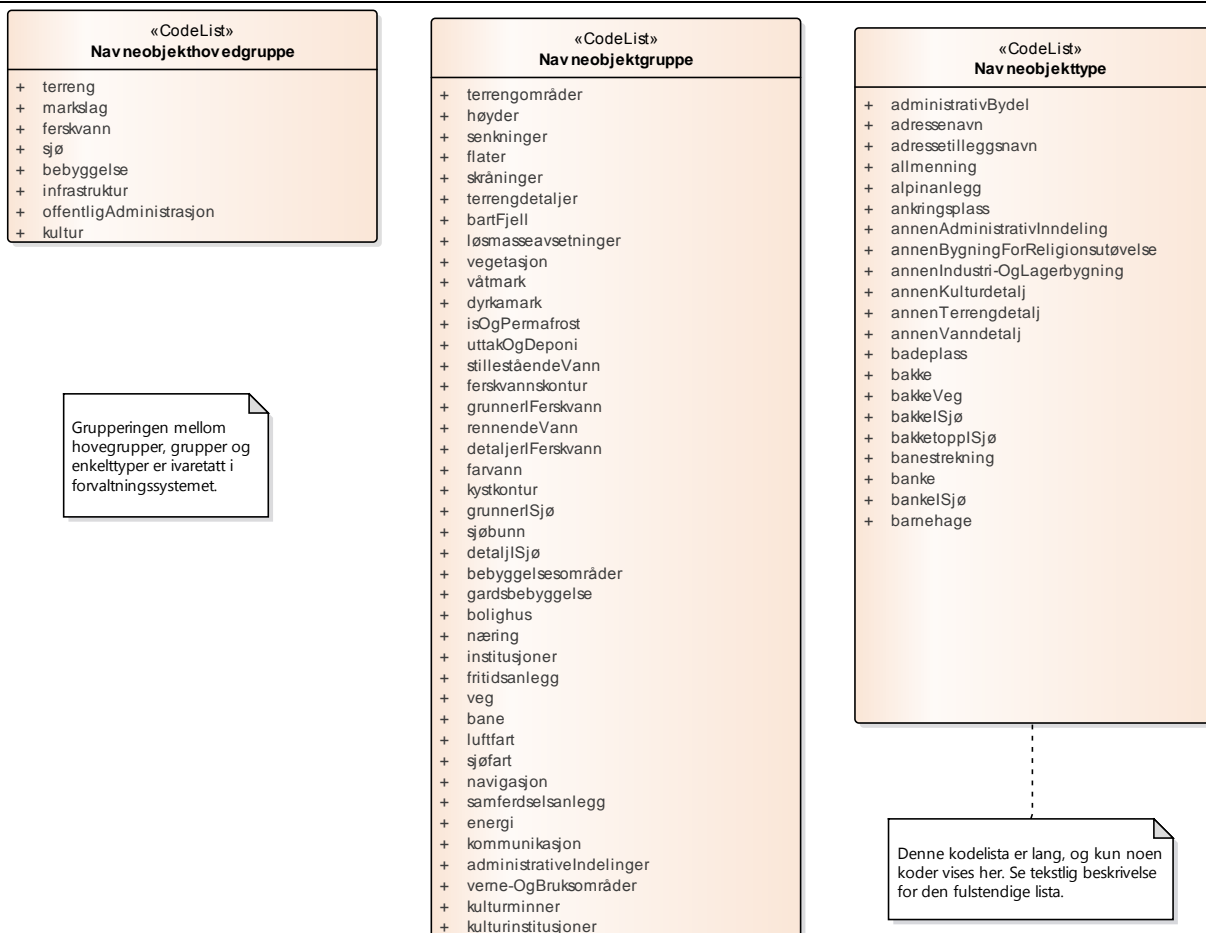 «CodeList»
Navneobjekthovedgruppe
+ terreng
+ markslag
+ ferskvann
+ sjø
+ bebyggelse
+ infrastruktur
+ offentligAdministrasjon
+ kultur
Grupperingen mellom
hovegrupper, grupper og
enkelttyper er ivaretatt i
forvaltningssystemet.
«CodeList»
Navneobjektgruppe
+ terrengområder
+ høyder
+ senkninger
+ flater
+ skråninger
+ terrengdetaljer
+ bartFjell
+ løsmasseavsetninger
+ vegetasjon
+ våtmark
+ dyrkamark
+ isOgPermafrost
+ uttakOgDeponi
+ stilleståendeVann
+ ferskvannskontur
+ grunnerIFerskvann
+ rennendeVann
+ detaljerIFerskvann
+ farvann
+ kystkontur
+ grunnerISjø
+ sjøbunn
+ detaljISjø
+ bebyggelsesområder
+ gardsbebyggelse
+ bolighus
+ næring
+ institusjoner
+ fritidsanlegg
+ veg
+ bane
+ luftfart
+ sjøfart
+ navigasjon
+ samferdselsanlegg
+ energi
+ kommunikasjon
+ administrativeIndelinger
+ verne-OgBruksområder
+ kulturminner
+ kulturinstitusjoner
«CodeList»
Navneobjekttype
+ administrativBydel
+ adressenavn
+ adressetilleggsnavn
+ allmenning
+ alpinanlegg
+ ankringsplass
+ annenAdministrativInndeling
+ annenBygningForReligionsutøvelse
+ annenIndustri-OgLagerbygning
+ annenKulturdetalj
+ annenTerrengdetalj
+ annenVanndetalj
+ badeplass
+ bakke
+ bakkeVeg
+ bakkeISjø
+ bakketoppISjø
+ banestrekning
+ banke
+ bankeISjø
+ barnehage
Denne kodelista er lang, og kun noen
koder vises her. Se tekstlig beskrivelse
for den fulstendige lista.